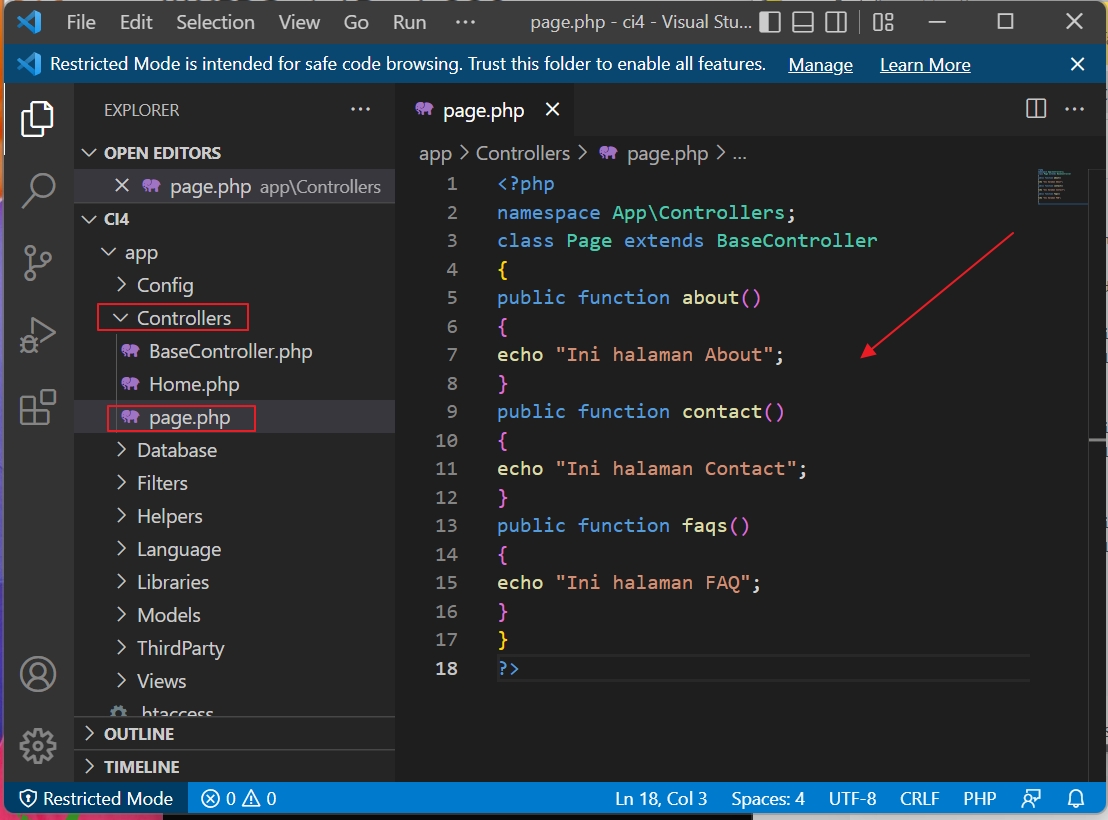 File Edit Selection View Go Run ··· page.php - ci4 - Visual Stu...
Restricted Mode is intended for safe code browsing. Trust this folder to enable all features. Manage Learn More
EXPLORER
OPEN EDITORS
page.php app\Controllers
CI4
app
Config
Controllers
BaseController.php
Home.php
page.php
Database
Filters
Helpers
Language
Libraries
Models
ThirdParty
Views
.htaccess
OUTLINE
TIMELINE
page.php
app > Controllers > page.php > ...
1 <?php
2 namespace App\Controllers;
3 class Page extends BaseController
4 {
5 public function about()
6 {
7 echo "Ini halaman About";
8 }
9 public function contact()
10 {
11 echo "Ini halaman Contact";
12 }
13 public function faqs()
14 {
15 echo "Ini halaman FAQ";
16 }
17 }
18 ?>
Restricted Mode 0 0 Ln 18, Col 3 Spaces: 4 UTF-8 CRLF PHP